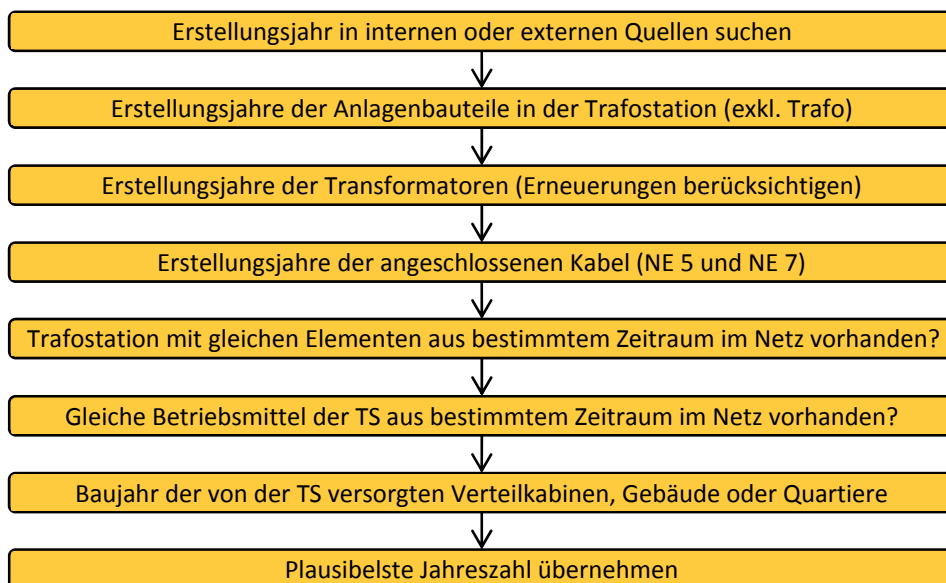 Erstellungsjahr in internen oder externen Quellen suchen
Erstellungsjahre der Anlagenbauteile in der Trafostation (exkl. Trafo)
Erstellungsjahre der Transformatoren (Erneuerungen berücksichtigen)
Erstellungsjahre der angeschlossenen Kabel (NE 5 und NE 7)
Trafostation mit gleichen Elementen aus bestimmtem Zeitraum im Netz vorhanden?
Gleiche Betriebsmittel der TS aus bestimmtem Zeitraum im Netz vorhanden?
Baujahr der von der TS versorgten Verteilkabinen, Gebäude oder Quartiere
Plausibelste Jahreszahl übernehmen